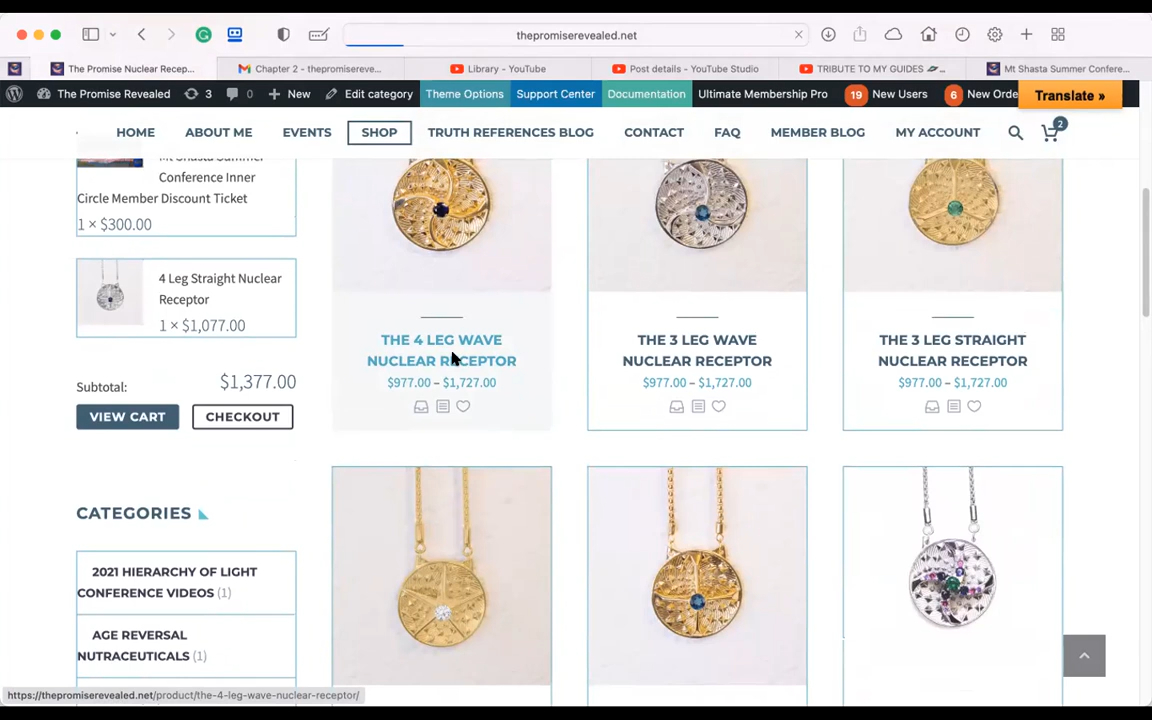 thepromiserevealed.net
The Promise Nuclear Recep...
Chapter 2 - thepromisereve...
Library - YouTube
Post details - YouTube Studio
TRIBUTE TO MY GUIDES
Mt Shasta Summer Confere...
The Promise Revealed
3
0
New
Edit category
Theme Options
Support Center
Documentation
Ultimate Membership Pro
19
New Users
6
New Orde
Translate »
HOME
ABOUT ME
EVENTS
SHOP
TRUTH REFERENCES BLOG
CONTACT
FAQ
MEMBER BLOG
MY ACCOUNT
2
Mt Shasta Summer
Conference Inner
Circle Member Discount Ticket
1 × $300.00
4 Leg Straight Nuclear
Receptor
1 × $1,077.00
Subtotal:
$1,377.00
VIEW CART
CHECKOUT
CATEGORIES
2021 HIERARCHY OF LIGHT
CONFERENCE VIDEOS (1)
AGE REVERSAL
NUTRACEUTICALS (1)
THE 4 LEG WAVE
NUCLEAR RECEPTOR
$977.00 – $1,727.00
THE 3 LEG WAVE
NUCLEAR RECEPTOR
$977.00 – $1,727.00
THE 3 LEG STRAIGHT
NUCLEAR RECEPTOR
$977.00 – $1,727.00
https://thepromiserevealed.net/product/the-4-leg-wave-nuclear-receptor/